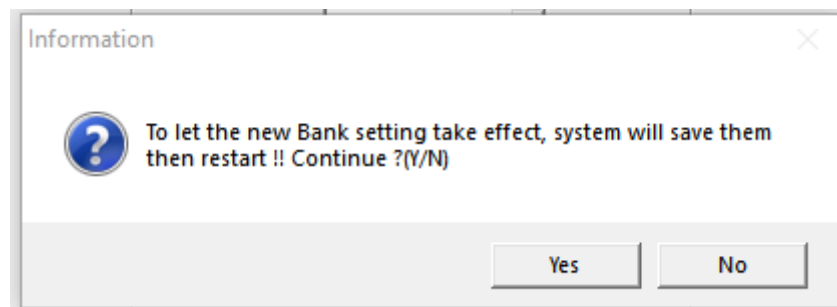 Information
To let the new Bank setting take effect, system will save them
then restart !! Continue ?(Y/N)
Yes
No